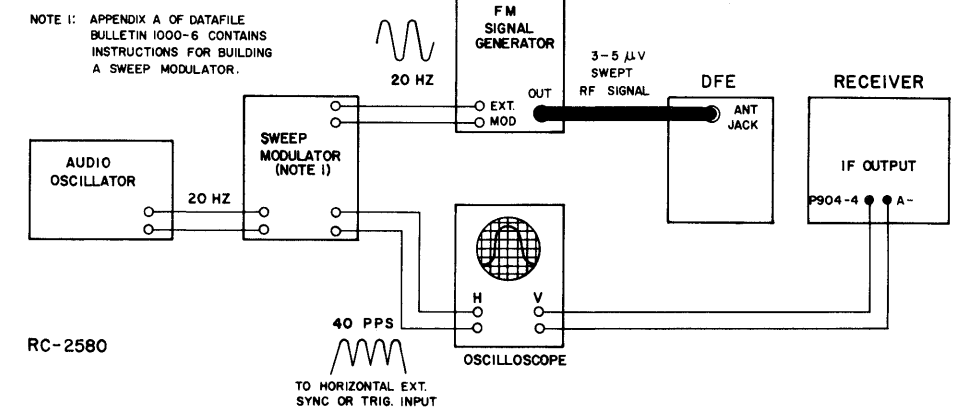 NOTE 1: APPENDIX A OF DATAFILE
BULLETIN 1000-6 CONTAINS
INSTRUCTIONS FOR BUILDING
A SWEEP MODULATOR.
20 HZ
FM
SIGNAL
GENERATOR
OUT
EXT.
MOD
3-5 μV
SWEPT
RF SIGNAL
DFE
ANT
JACK
RECEIVER
IF OUTPUT
P904-4
A-
AUDIO
OSCILLATOR
20 HZ
SWEEP
MODULATOR
(NOTE 1)
H
V
OSCILLOSCOPE
40 PPS
TO HORIZONTAL EXT.
SYNC OR TRIG. INPUT
RC-2580